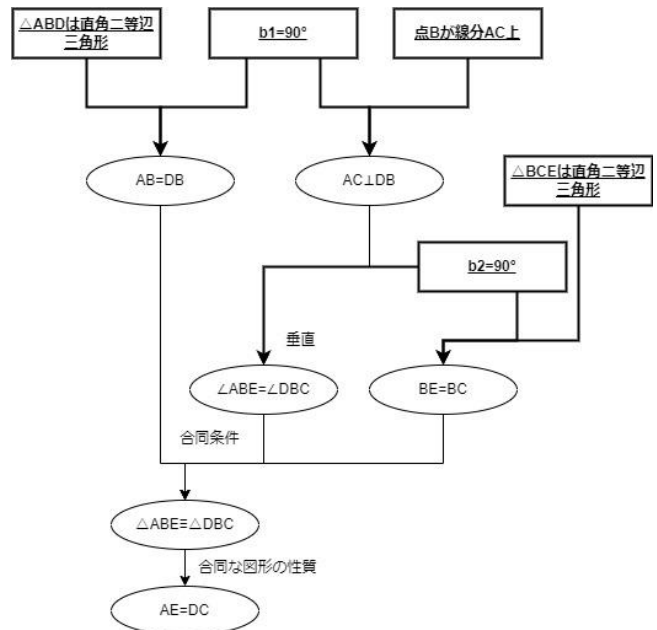 △ABDは直角二等辺
三角形
b1=90°
点Bが線分AC上
AB=DB
AC⊥DB
△BCEは直角二等辺
三角形
b2=90°
垂直
∠ABE=∠DBC
BE=BC
合同条件
△ABE≡△DBC
合同な図形の性質
AE=DC